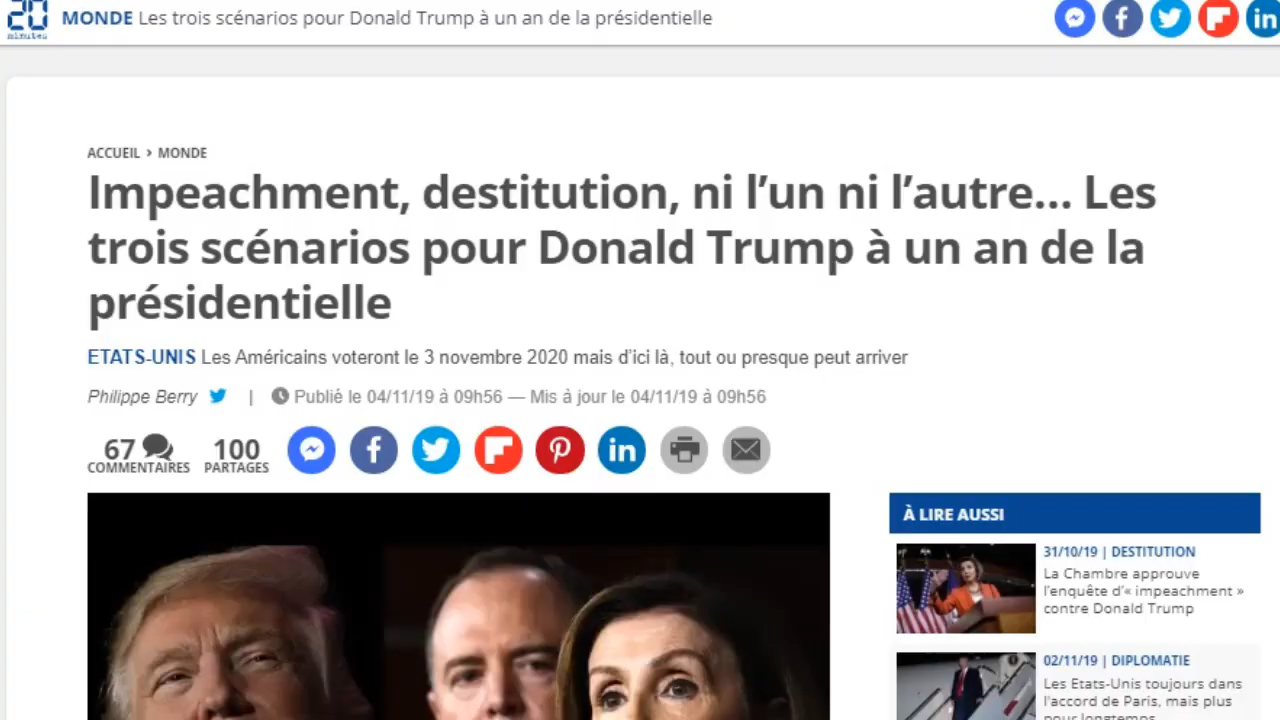 20
minutes
MONDE Les trois scénarios pour Donald Trump à un an de la présidentielle
ACCUEIL › MONDE
Impeachment, destitution, ni l’un ni l’autre... Les
trois scénarios pour Donald Trump à un an de la
présidentielle
ETATS-UNIS Les Américains voteront le 3 novembre 2020 mais d’ici là, tout ou presque peut arriver
Philippe Berry | Publié le 04/11/19 à 09h56 — Mis à jour le 04/11/19 à 09h56
67 100
COMMENTAIRES PARTAGES
À LIRE AUSSI
31/10/19 | DESTITUTION
La Chambre approuve
l’enquête d’« impeachment »
contre Donald Trump
02/11/19 | DIPLOMATIE
Les Etats-Unis toujours dans
l’accord de Paris, mais plus
pour longtemps